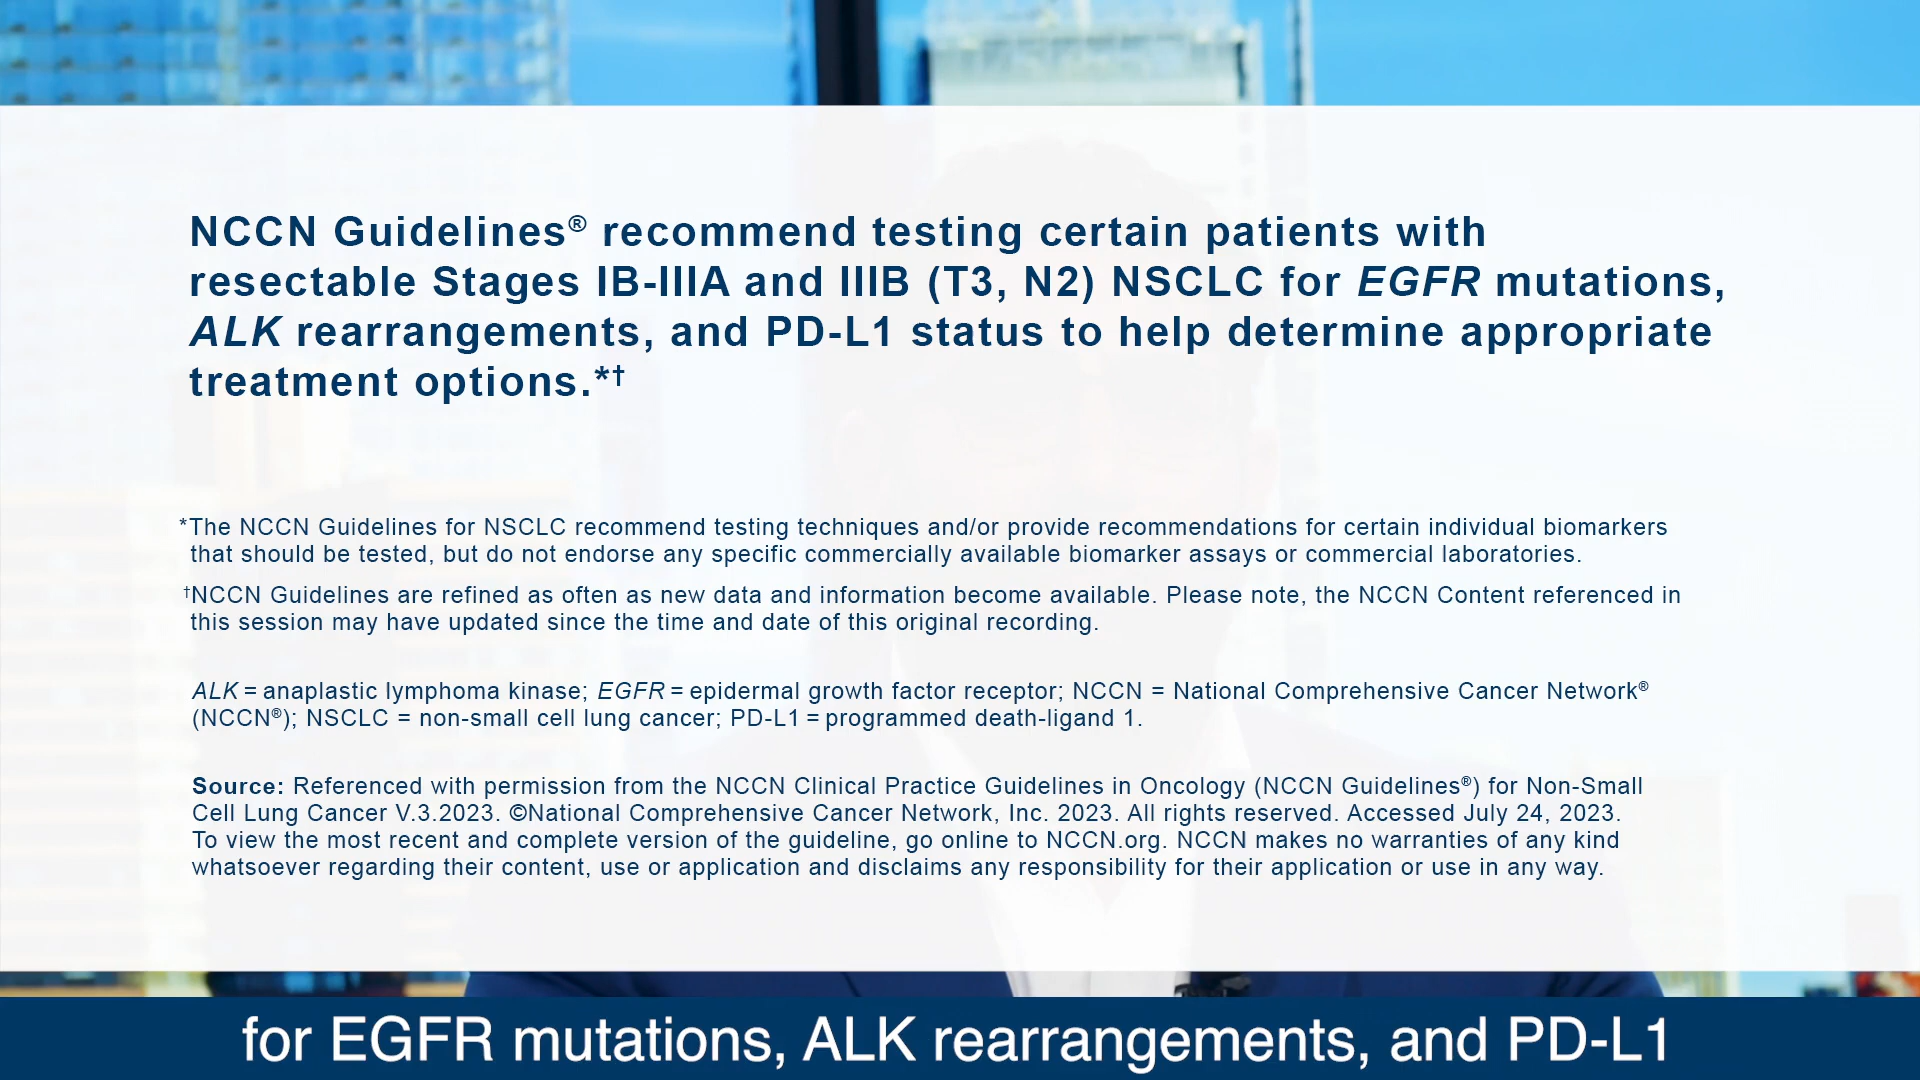 NCCN Guidelines® recommend testing certain patients with
resectable Stages IB-IIIA and IIIB (T3, N2) NSCLC for EGFR mutations,
ALK rearrangements, and PD-L1 status to help determine appropriate
treatment options.*†
*The NCCN Guidelines for NSCLC recommend testing techniques and/or provide recommendations for certain individual biomarkers
that should be tested, but do not endorse any specific commercially available biomarker assays or commercial laboratories.
†NCCN Guidelines are refined as often as new data and information become available. Please note, the NCCN Content referenced in
this session may have updated since the time and date of this original recording.
ALK = anaplastic lymphoma kinase; EGFR = epidermal growth factor receptor; NCCN = National Comprehensive Cancer Network®
(NCCN®); NSCLC = non-small cell lung cancer; PD-L1 = programmed death-ligand 1.
Source: Referenced with permission from the NCCN Clinical Practice Guidelines in Oncology (NCCN Guidelines®) for Non-Small
Cell Lung Cancer V.3.2023. ©National Comprehensive Cancer Network, Inc. 2023. All rights reserved. Accessed July 24, 2023.
To view the most recent and complete version of the guideline, go online to NCCN.org. NCCN makes no warranties of any kind
whatsoever regarding their content, use or application and disclaims any responsibility for their application or use in any way.
for EGFR mutations, ALK rearrangements, and PD-L1